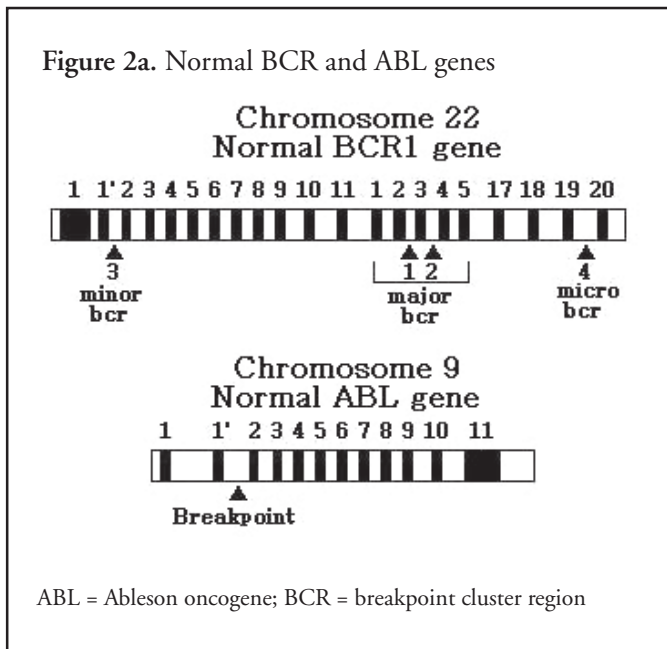 Figure 2a. Normal BCR and ABL genes
Chromosome 22
Normal BCR1 gene
1 1' 2 3 4 5 6 7 8 9 10 11 1 2 3 4 5 17 18 19 20
3 1 2 4
minor major micro
bcr bcr bcr
Chromosome 9
Normal ABL gene
1 1' 2 3 4 5 6 7 8 9 10 11
Breakpoint
ABL = Ableson oncogene; BCR = breakpoint cluster region